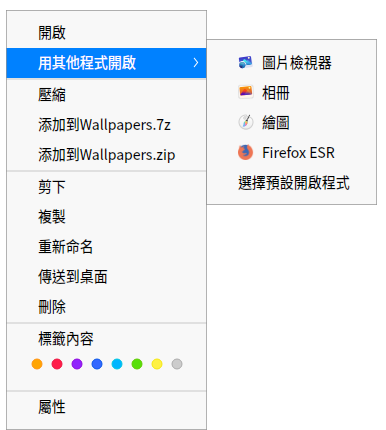 開啟
用其他程式開啟
壓縮
添加到Wallpapers.7z
添加到Wallpapers.zip
剪下
複製
重新命名
傳送到桌面
刪除
標籤內容
屬性
圖片檢視器
相冊
繪圖
Firefox ESR
選擇預設開啟程式